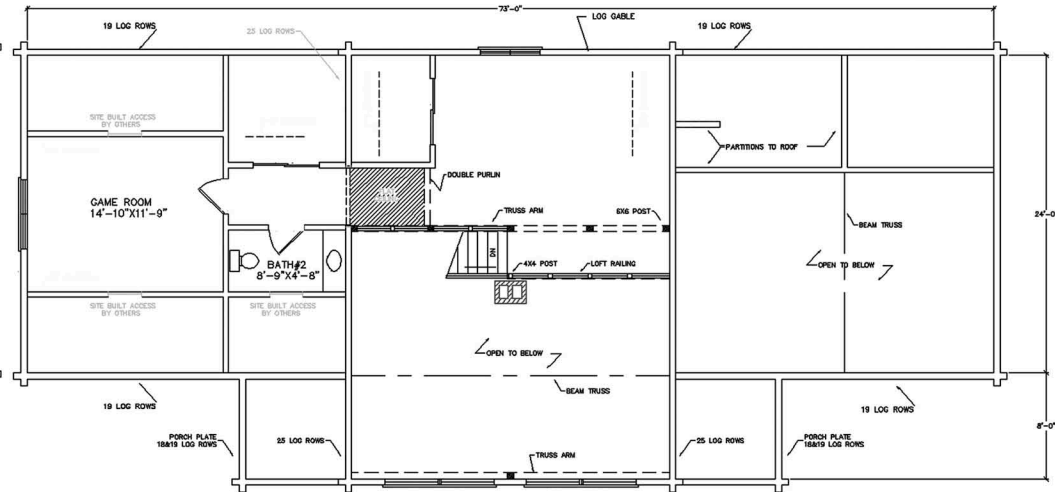 73'-0"
19 LOG ROWS
LOG GABLE
19 LOG ROWS
25 LOG ROWS
SITE BUILT ACCESS
BY OTHERS
PARTITIONS TO ROOF
DOUBLE PURLIN
GAME ROOM
14'-10"X11'-9"
TRUSS ARM
6X6 POST
BEAM TRUSS
24'-0
DN
BATH#2
8'-9"X4'-8"
4X4 POST
LOFT RAILING
OPEN TO BELOW
SITE BUILT ACCESS
BY OTHERS
SITE BUILT ACCESS
BY OTHERS
OPEN TO BELOW
BEAM TRUSS
19 LOG ROWS
19 LOG ROWS
PORCH PLATE
18&19 LOG ROWS
25 LOG ROWS
25 LOG ROWS
PORCH PLATE
18&19 LOG ROWS
8'-0"
TRUSS ARM